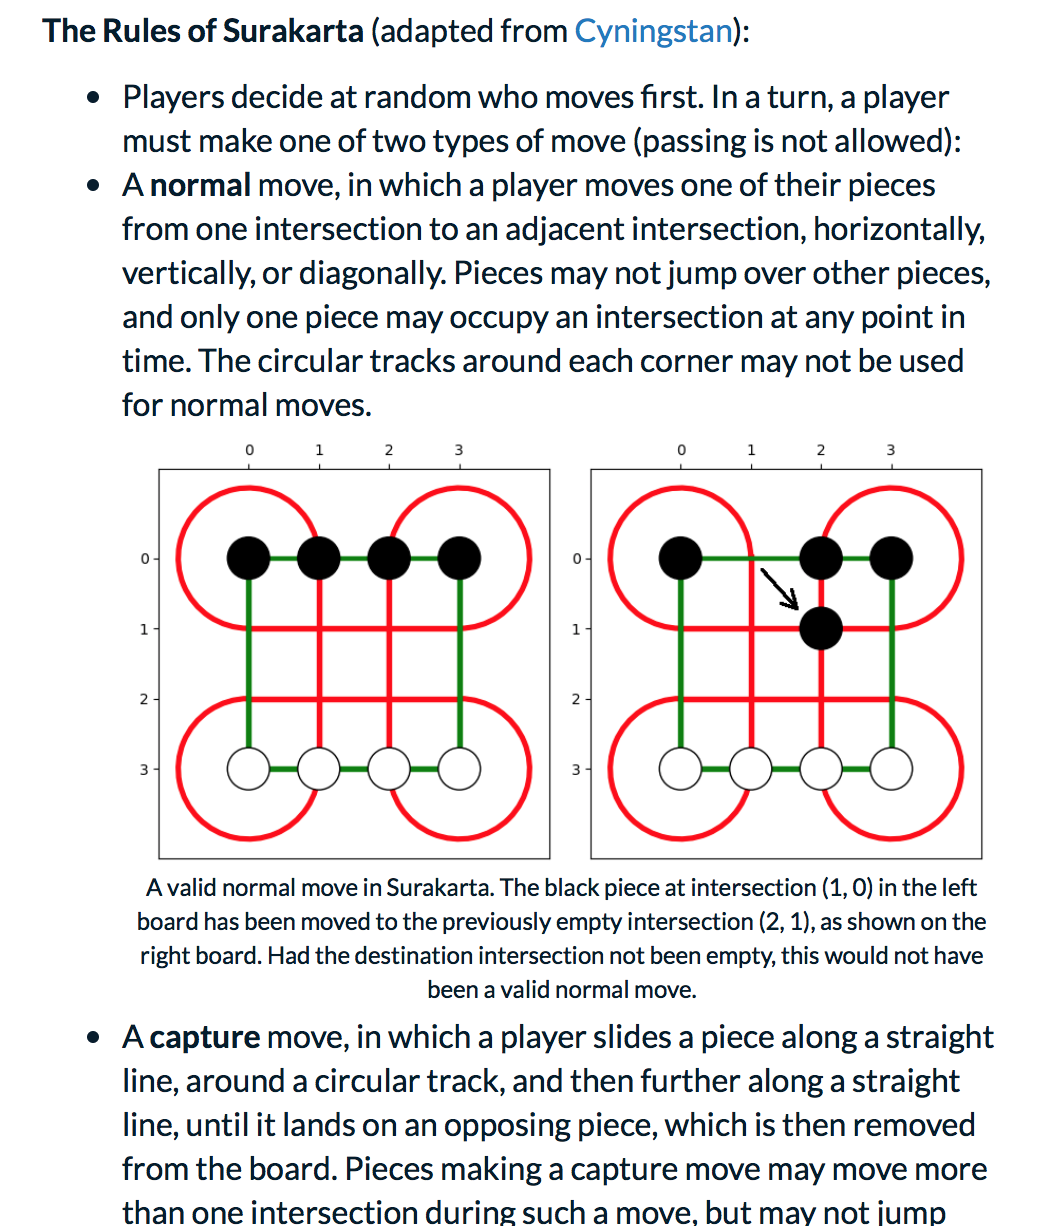 The Rules of Surakarta (adapted from Cyningstan):
• Players decide at random who moves first. In a turn, a player
must make one of two types of move (passing is not allowed):
• A normal move, in which a player moves one of their pieces
from one intersection to an adjacent intersection, horizontally,
vertically, or diagonally. Pieces may not jump over other pieces,
and only one piece may occupy an intersection at any point in
time. The circular tracks around each corner may not be used
for normal moves.
0 1 2 3
0
1
2
3
0 1 2 3
0
1
2
3
A valid normal move in Surakarta. The black piece at intersection (1, 0) in the left
board has been moved to the previously empty intersection (2, 1), as shown on the
right board. Had the destination intersection not been empty, this would not have
been a valid normal move.
• A capture move, in which a player slides a piece along a straight
line, around a circular track, and then further along a straight
line, until it lands on an opposing piece, which is then removed
from the board. Pieces making a capture move may move more
than one intersection during such a move, but may not jump